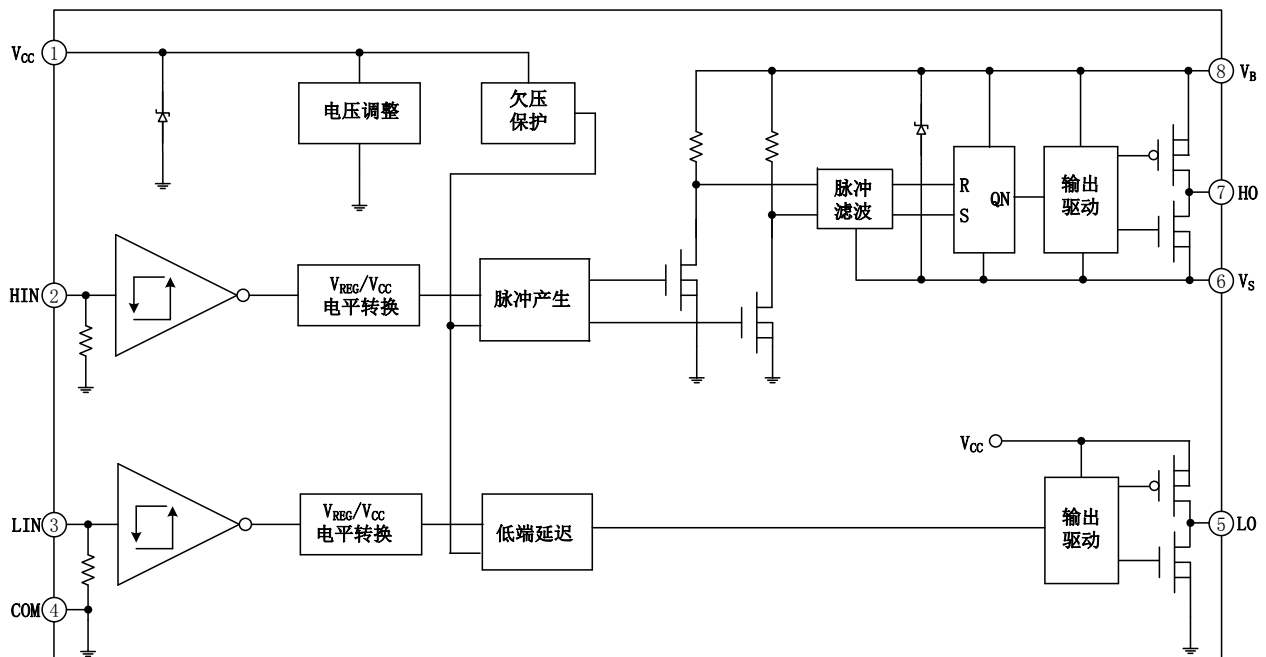 VCC 1
电压调整
欠压
保护
8 VB
脉冲
滤波
R
S
QN
输出
驱动
7 HO
6 VS
HIN 2
VREG/VCC
电平转换
脉冲产生
VCC
LIN 3
VREG/VCC
电平转换
低端延迟
输出
驱动
5 LO
COM 4